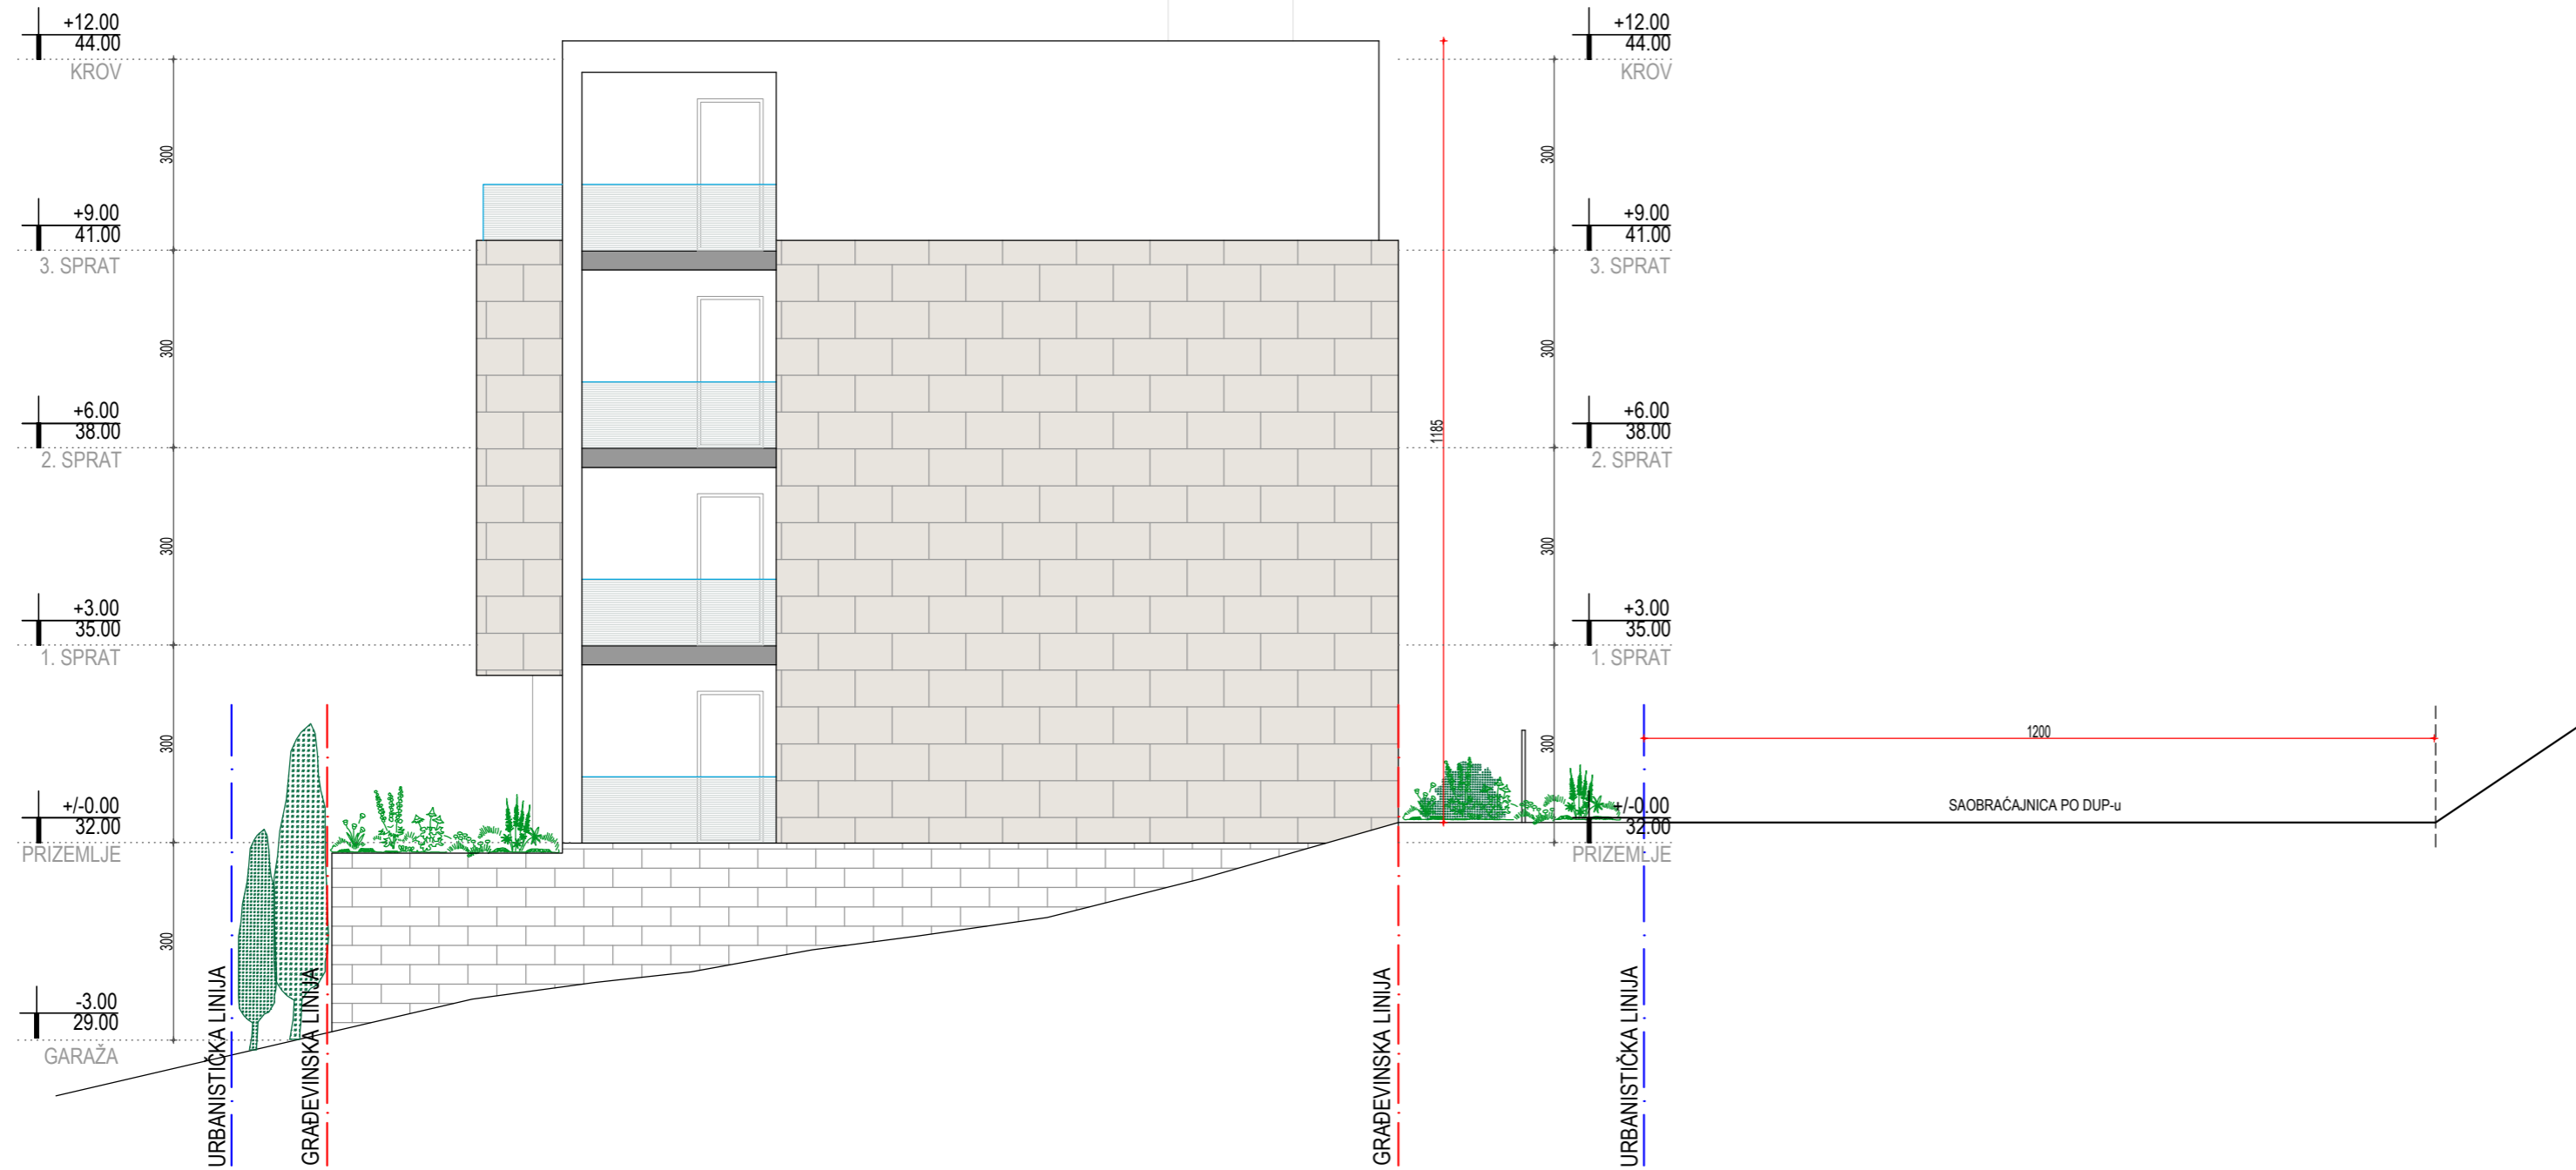 +12.00
44.00
KROV
300
+9.00
41.00
3. SPRAT
300
+6.00
38.00
2. SPRAT
300
+3.00
35.00
1. SPRAT
300
+/-0.00
32.00
PRIZEMLJE
300
-3.00
29.00
GARAŽA
URBANISTIČKA LINIJA
GRAĐEVINSKA LINIJA
1185
GRAĐEVINSKA LINIJA
URBANISTIČKA LINIJA
+12.00
44.00
KROV
300
+9.00
41.00
3. SPRAT
300
+6.00
38.00
2. SPRAT
300
+3.00
35.00
1. SPRAT
300
+/-0.00
32.00
PRIZEMLJE
1200
SAOBRAĆAJNICA PO DUP-u